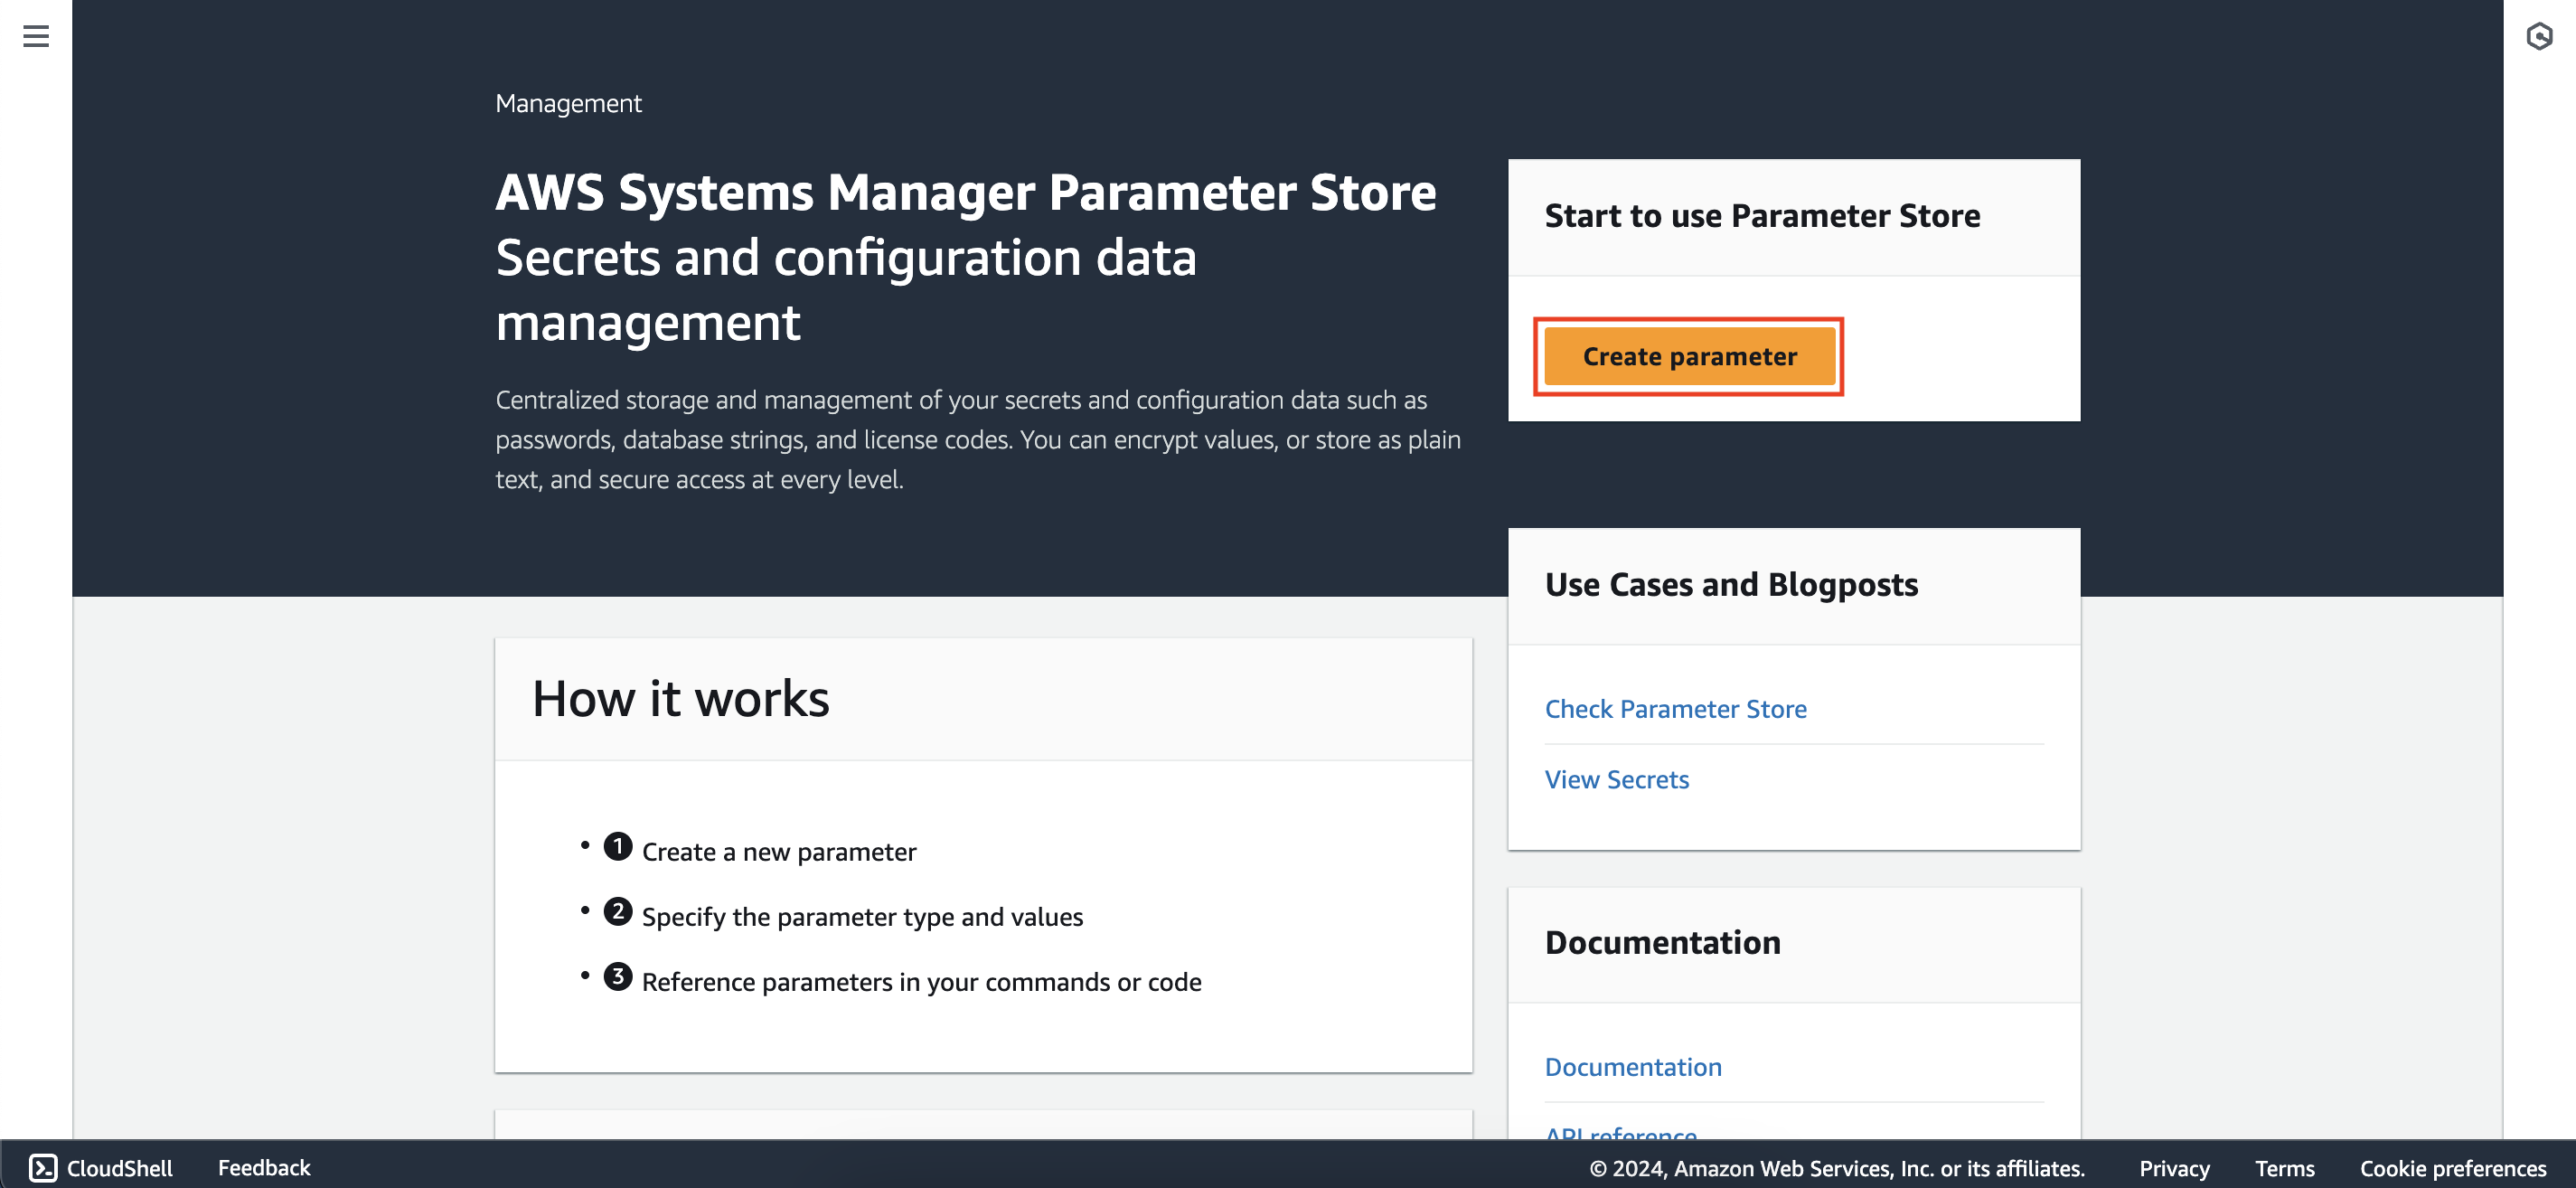 Management
AWS Systems Manager Parameter Store
Secrets and configuration data
management
Centralized storage and management of your secrets and configuration data such as
passwords, database strings, and license codes. You can encrypt values, or store as plain
text, and secure access at every level.
Start to use Parameter Store
Create parameter
Use Cases and Blogposts
Check Parameter Store
View Secrets
How it works
• 1 Create a new parameter
• 2 Specify the parameter type and values
• 3 Reference parameters in your commands or code
Documentation
Documentation
API reference
CloudShell Feedback © 2024, Amazon Web Services, Inc. or its affiliates. Privacy Terms Cookie preferences